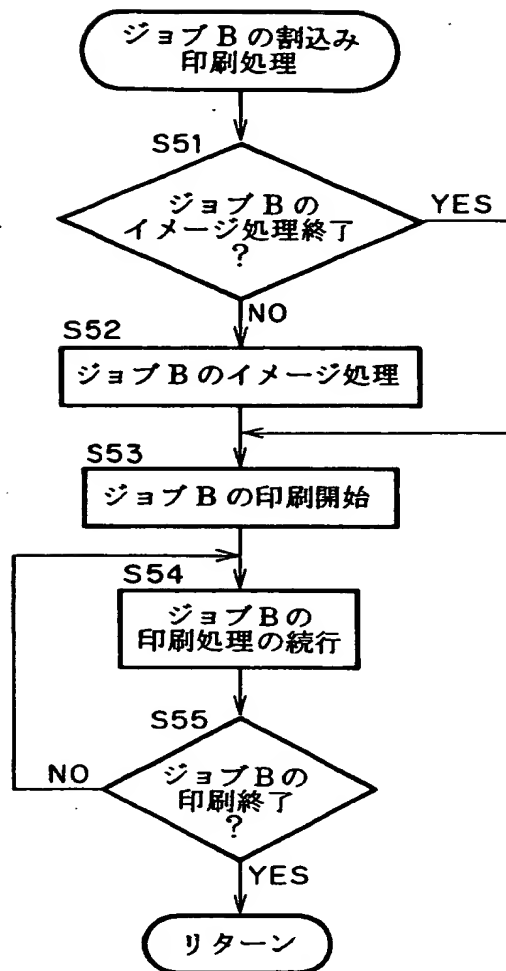 ジョブBの割込み
印刷処理
S51
ジョブBの
イメージ処理終了
?
YES
NO
S52
ジョブBのイメージ処理
S53
ジョブBの印刷開始
S54
ジョブBの
印刷処理の続行
S55
ジョブBの
印刷終了
?
NO
YES
リターン